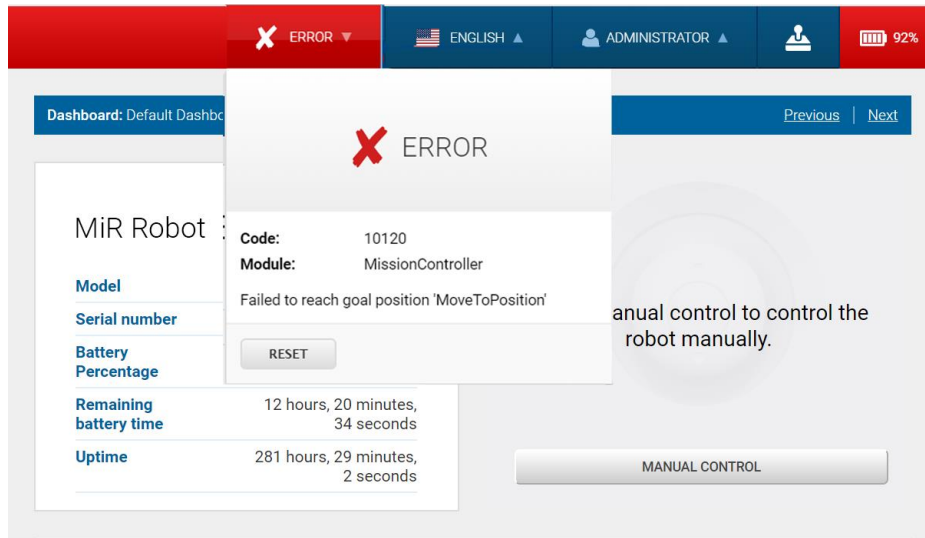 ERROR
ENGLISH
ADMINISTRATOR
92%
Dashboard: Default Dashbo
Previous | Next
ERROR
MiR Robot
Code: 10120
Module: MissionController
Failed to reach goal position 'MoveToPosition'
RESET
Model
Serial number
Battery
Percentage
Remaining
battery time
12 hours, 20 minutes,
34 seconds
Uptime
281 hours, 29 minutes,
2 seconds
anual control to control the
robot manually.
MANUAL CONTROL